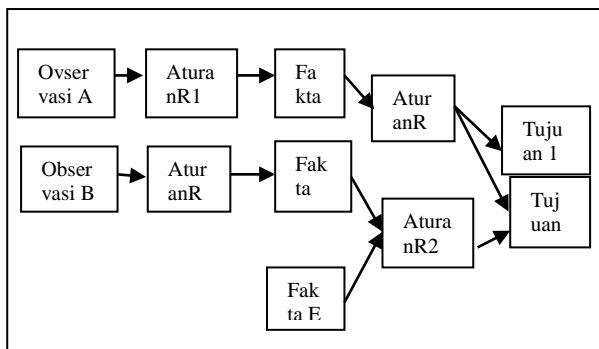 Ovser
vasi A
Atura
nR1
Fa
kta
Atur
anR
Tuju
an 1
Obser
vasi B
Atur
anR
Fak
ta
Atura
nR2
Tuj
uan
Fak
ta E